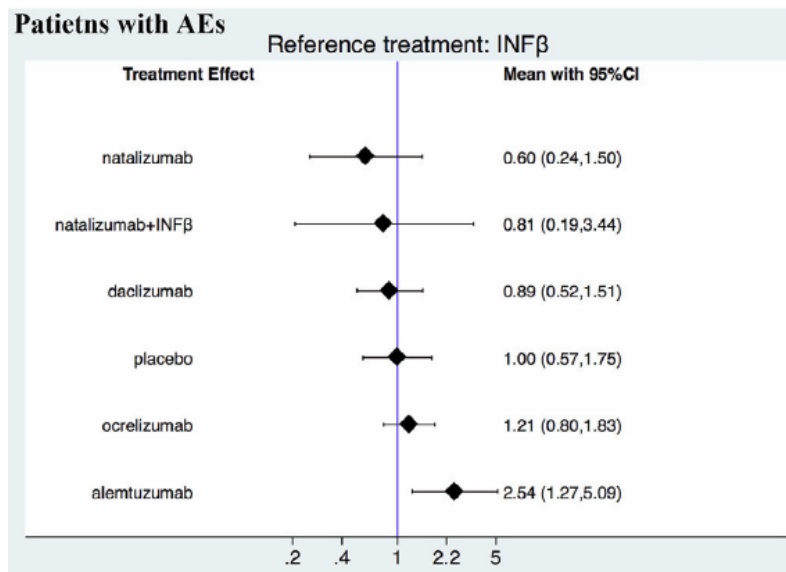 Patietns with AEs
Reference treatment: INFβ
Treatment Effect Mean with 95%CI
natalizumab 0.60 (0.24,1.50)
natalizumab+INFβ 0.81 (0.19,3.44)
daclizumab 0.89 (0.52,1.51)
placebo 1.00 (0.57,1.75)
ocrelizumab 1.21 (0.80,1.83)
alemtuzumab 2.54 (1.27,5.09)
.2 .4 1 2.2 5